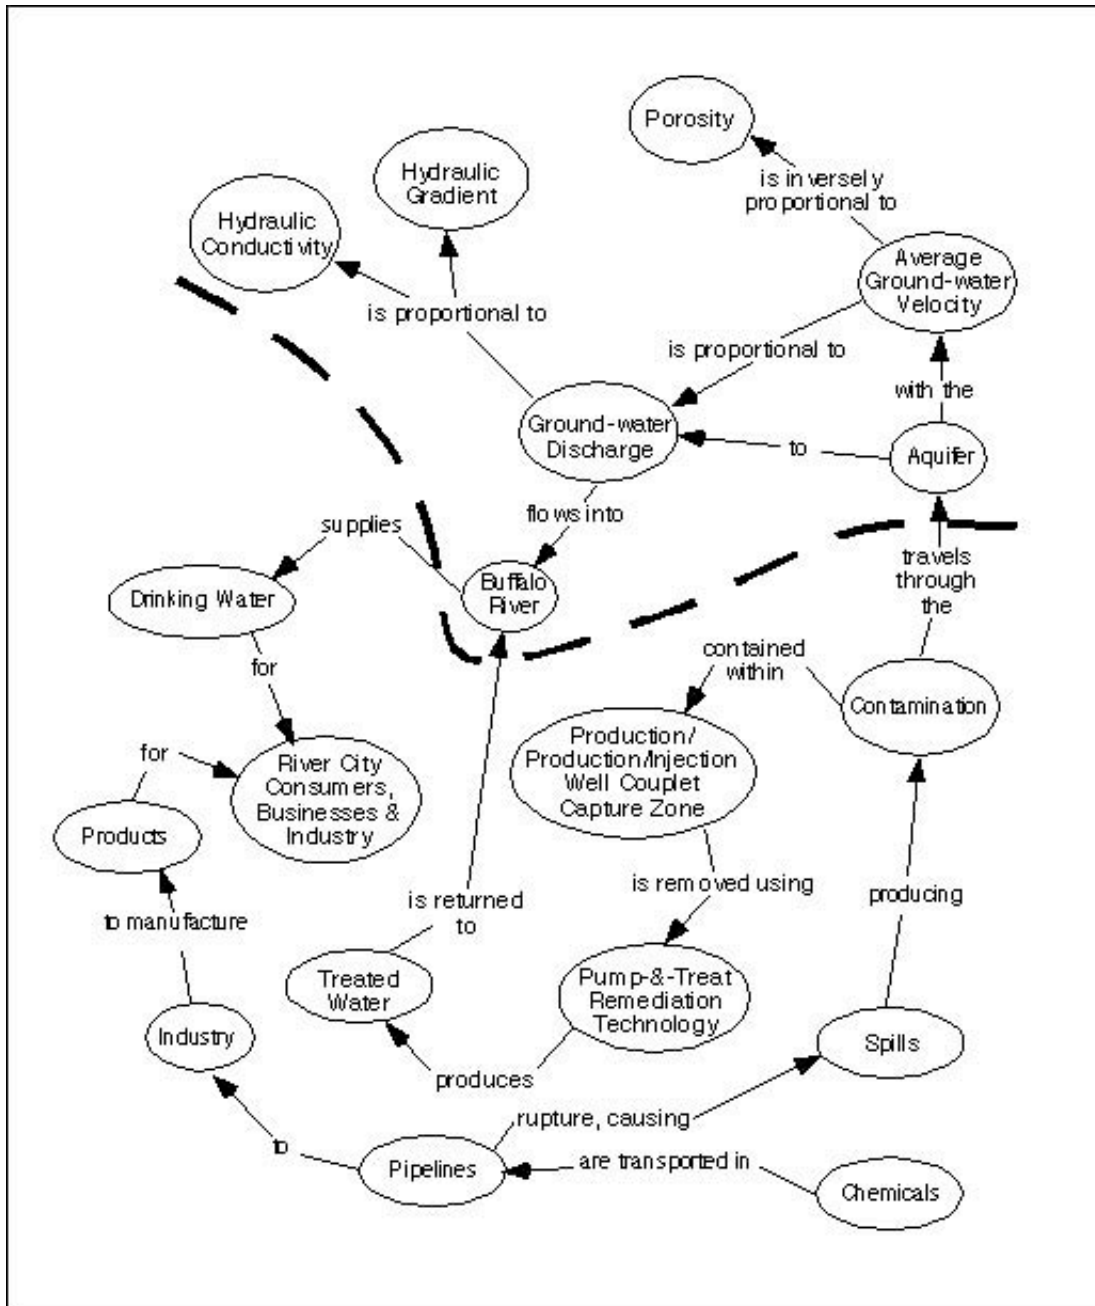 Porosity
Hydraulic
Gradient
is inversely
proportional to
Hydraulic
Conductivity
Average
Ground-water
Velocity
is proportional to
is proportional to
with the
Ground-water
Discharge
to
Aquifer
flows into
supplies
travels
through
the
Drinking Water
Buffalo
River
for
contained
within
Contamination
for
River City
Consumers,
Businesses &
Industry
Production/
Production/Injection
Well Couplet
Capture Zone
Products
is removed using
producing
to manufacture
is returned
to
Treated
Water
Pump-&-Treat
Remediation
Technology
Industry
Spills
produces
rupture, causing
to
Pipelines
are transported in
Chemicals